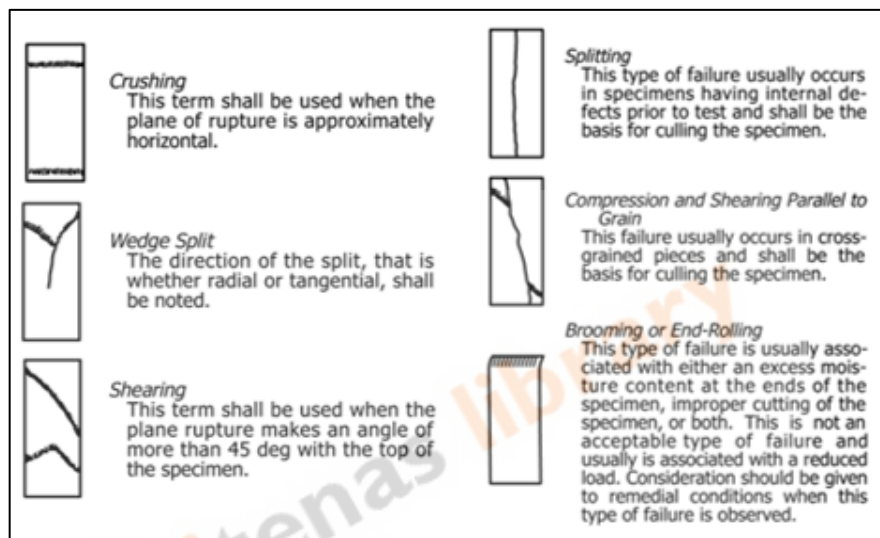 Crushing
This term shall be used when the
plane of rupture is approximately
horizontal.
Wedge Split
The direction of the split, that is
whether radial or tangential, shall
be noted.
Shearing
This term shall be used when the
plane rupture makes an angle of
more than 45 deg with the top of
the specimen.
Splitting
This type of failure usually occurs
in specimens having internal de-
fects prior to test and shall be the
basis for culling the specimen.
Compression and Shearing Parallel to
Grain
This failure usually occurs in cross-
grained pieces and shall be the
basis for culling the specimen.
Brooming or End-Rolling
This type of failure is usually asso-
ciated with either an excess mois-
ture content at the ends of the
specimen, improper cutting of the
specimen, or both. This is not an
acceptable type of failure and
usually is associated with a reduced
load. Consideration should be given
to remedial conditions when this
type of failure is observed.
itenas library